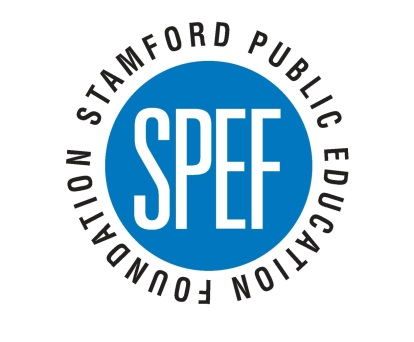 STAMFORD PUBLIC EDUCATION FOUNDATION
SPEF